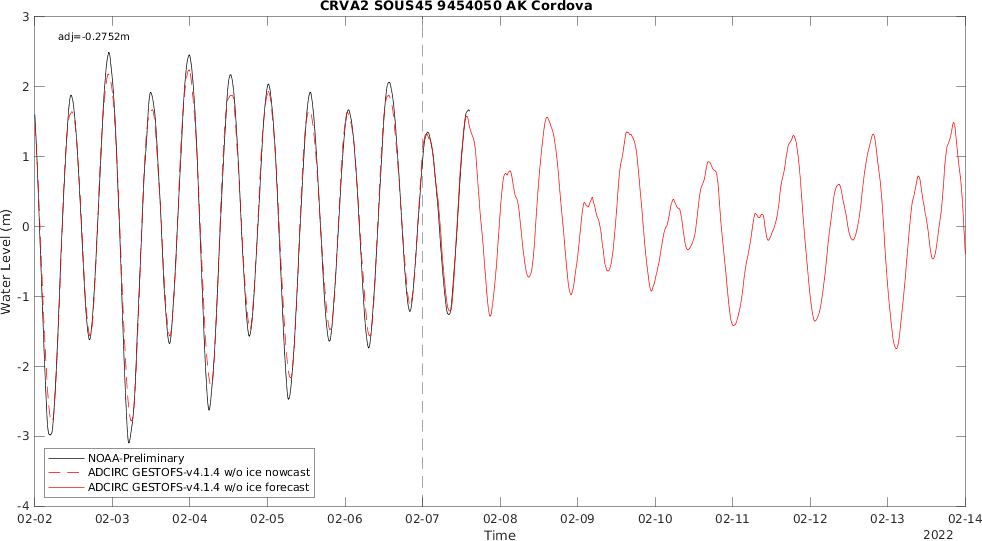 CRVA2 SOUS45 9454050 AK Cordova
adj=-0.2752m
3
2
1
0
-1
-2
-3
-4
Water Level (m)
NOAA-Preliminary
ADCIRC GESTOFS-v4.1.4 w/o ice nowcast
ADCIRC GESTOFS-v4.1.4 w/o ice forecast
02-02 02-03 02-04 02-05 02-06 02-07 02-08 02-09 02-10 02-11 02-12 02-13 02-14
Time
2022